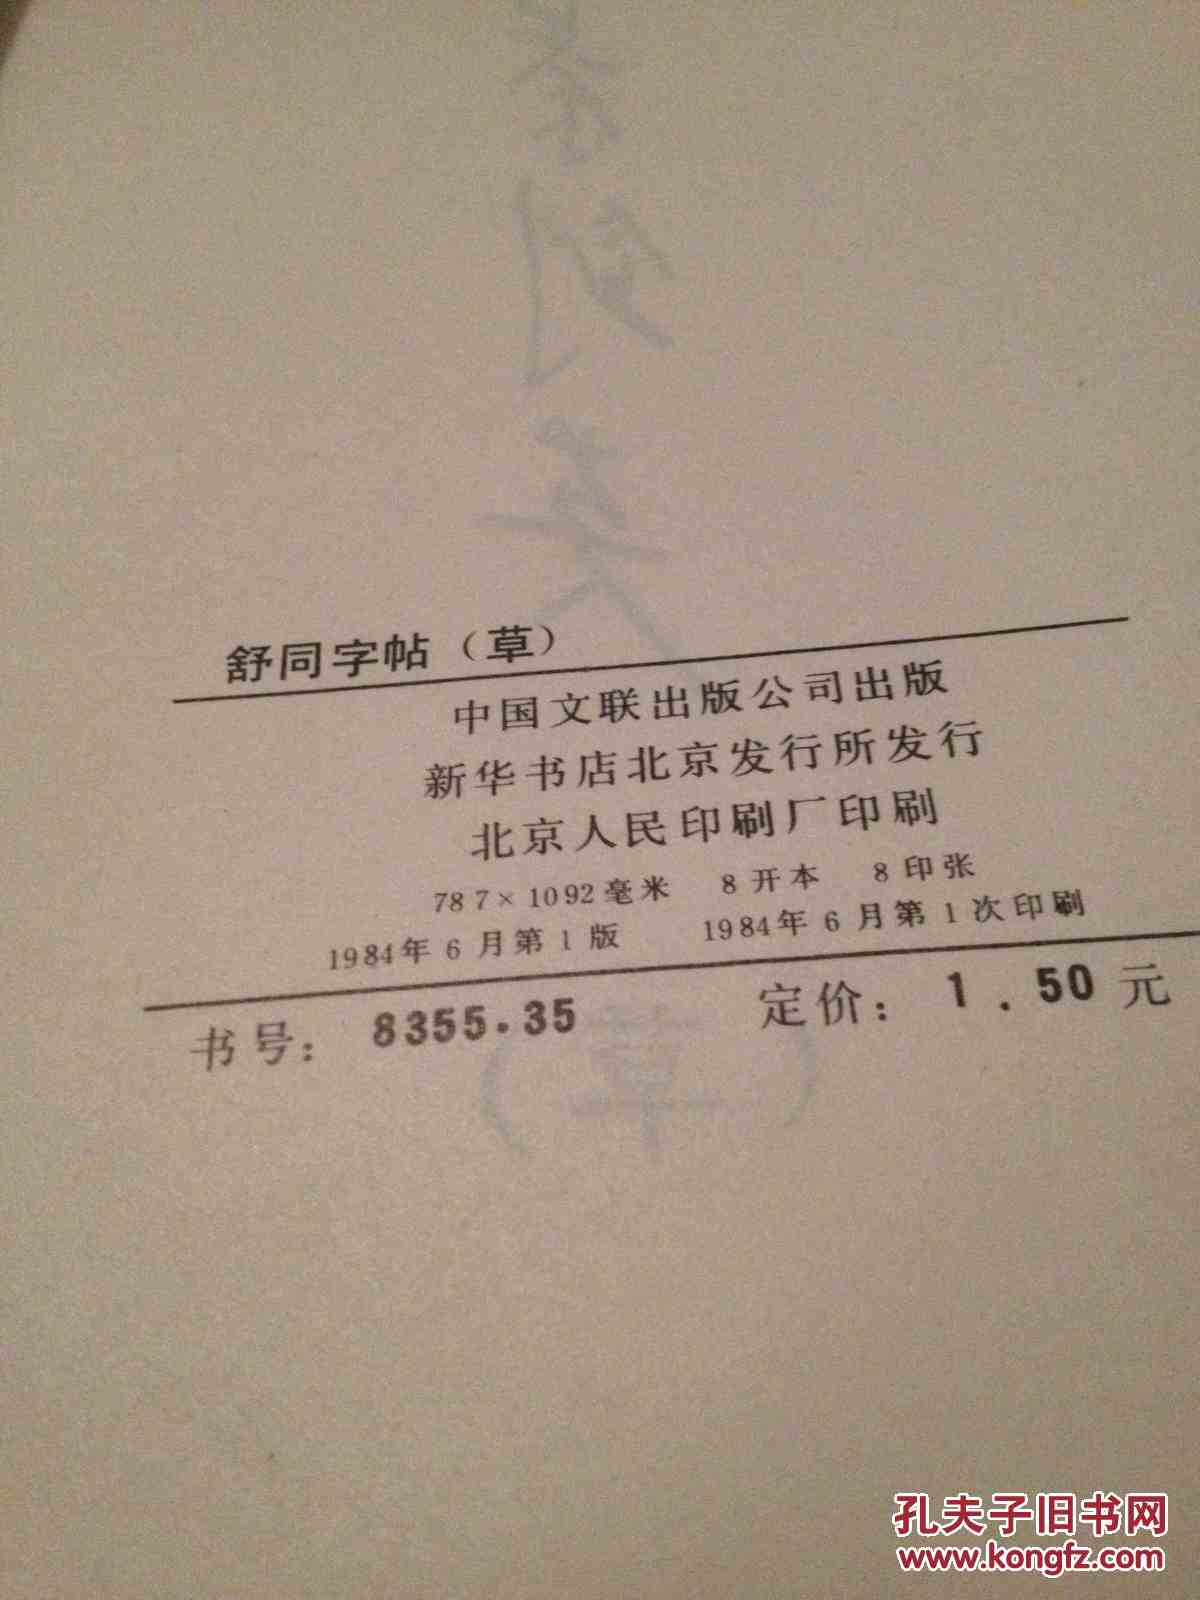 舒同字帖（草）
中国文联出版公司出版
新华书店北京发行所发行
北京人民印刷厂印刷
787×1092毫米 8开本 8印张
1984年6月第1版 1984年6月第1次印刷
书号：8355·35 定价：1.50元
（草）
孔夫子旧书网
www.kongfz.com